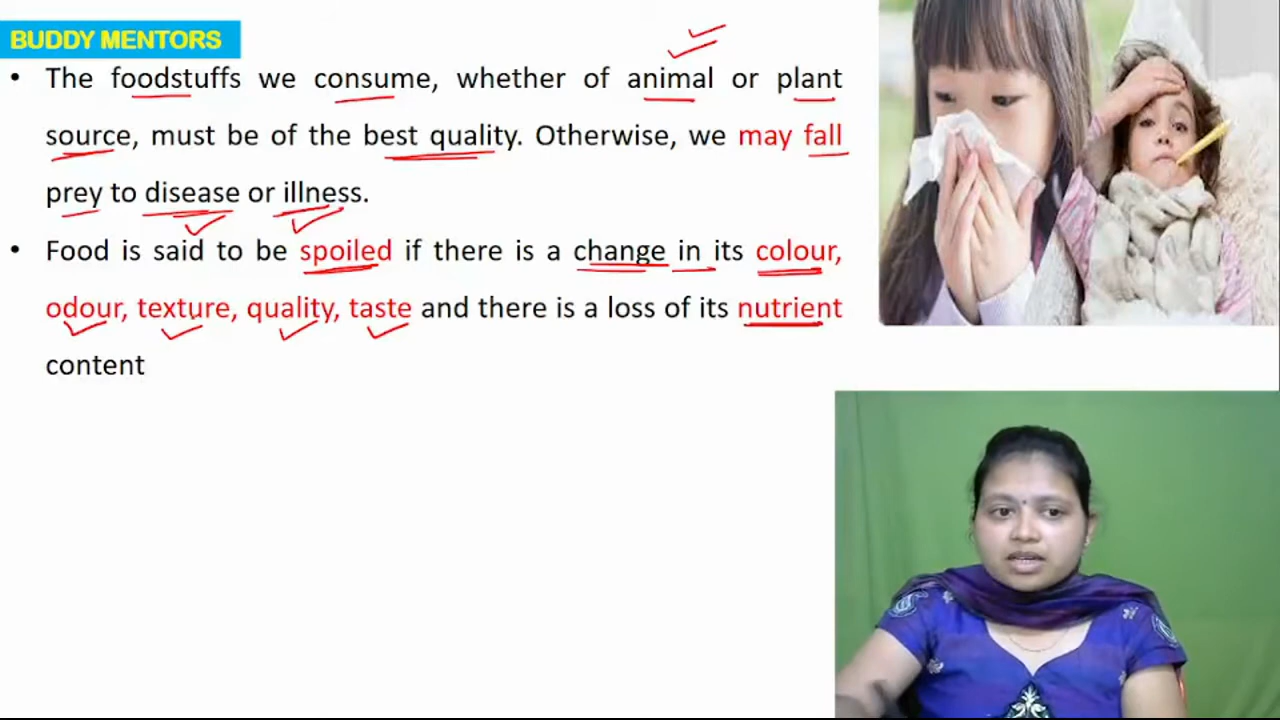 BUDDY MENTORS
• The foodstuffs we consume, whether of animal or plant
source, must be of the best quality. Otherwise, we may fall
prey to disease or illness.
• Food is said to be spoiled if there is a change in its colour,
odour, texture, quality, taste and there is a loss of its nutrient
content